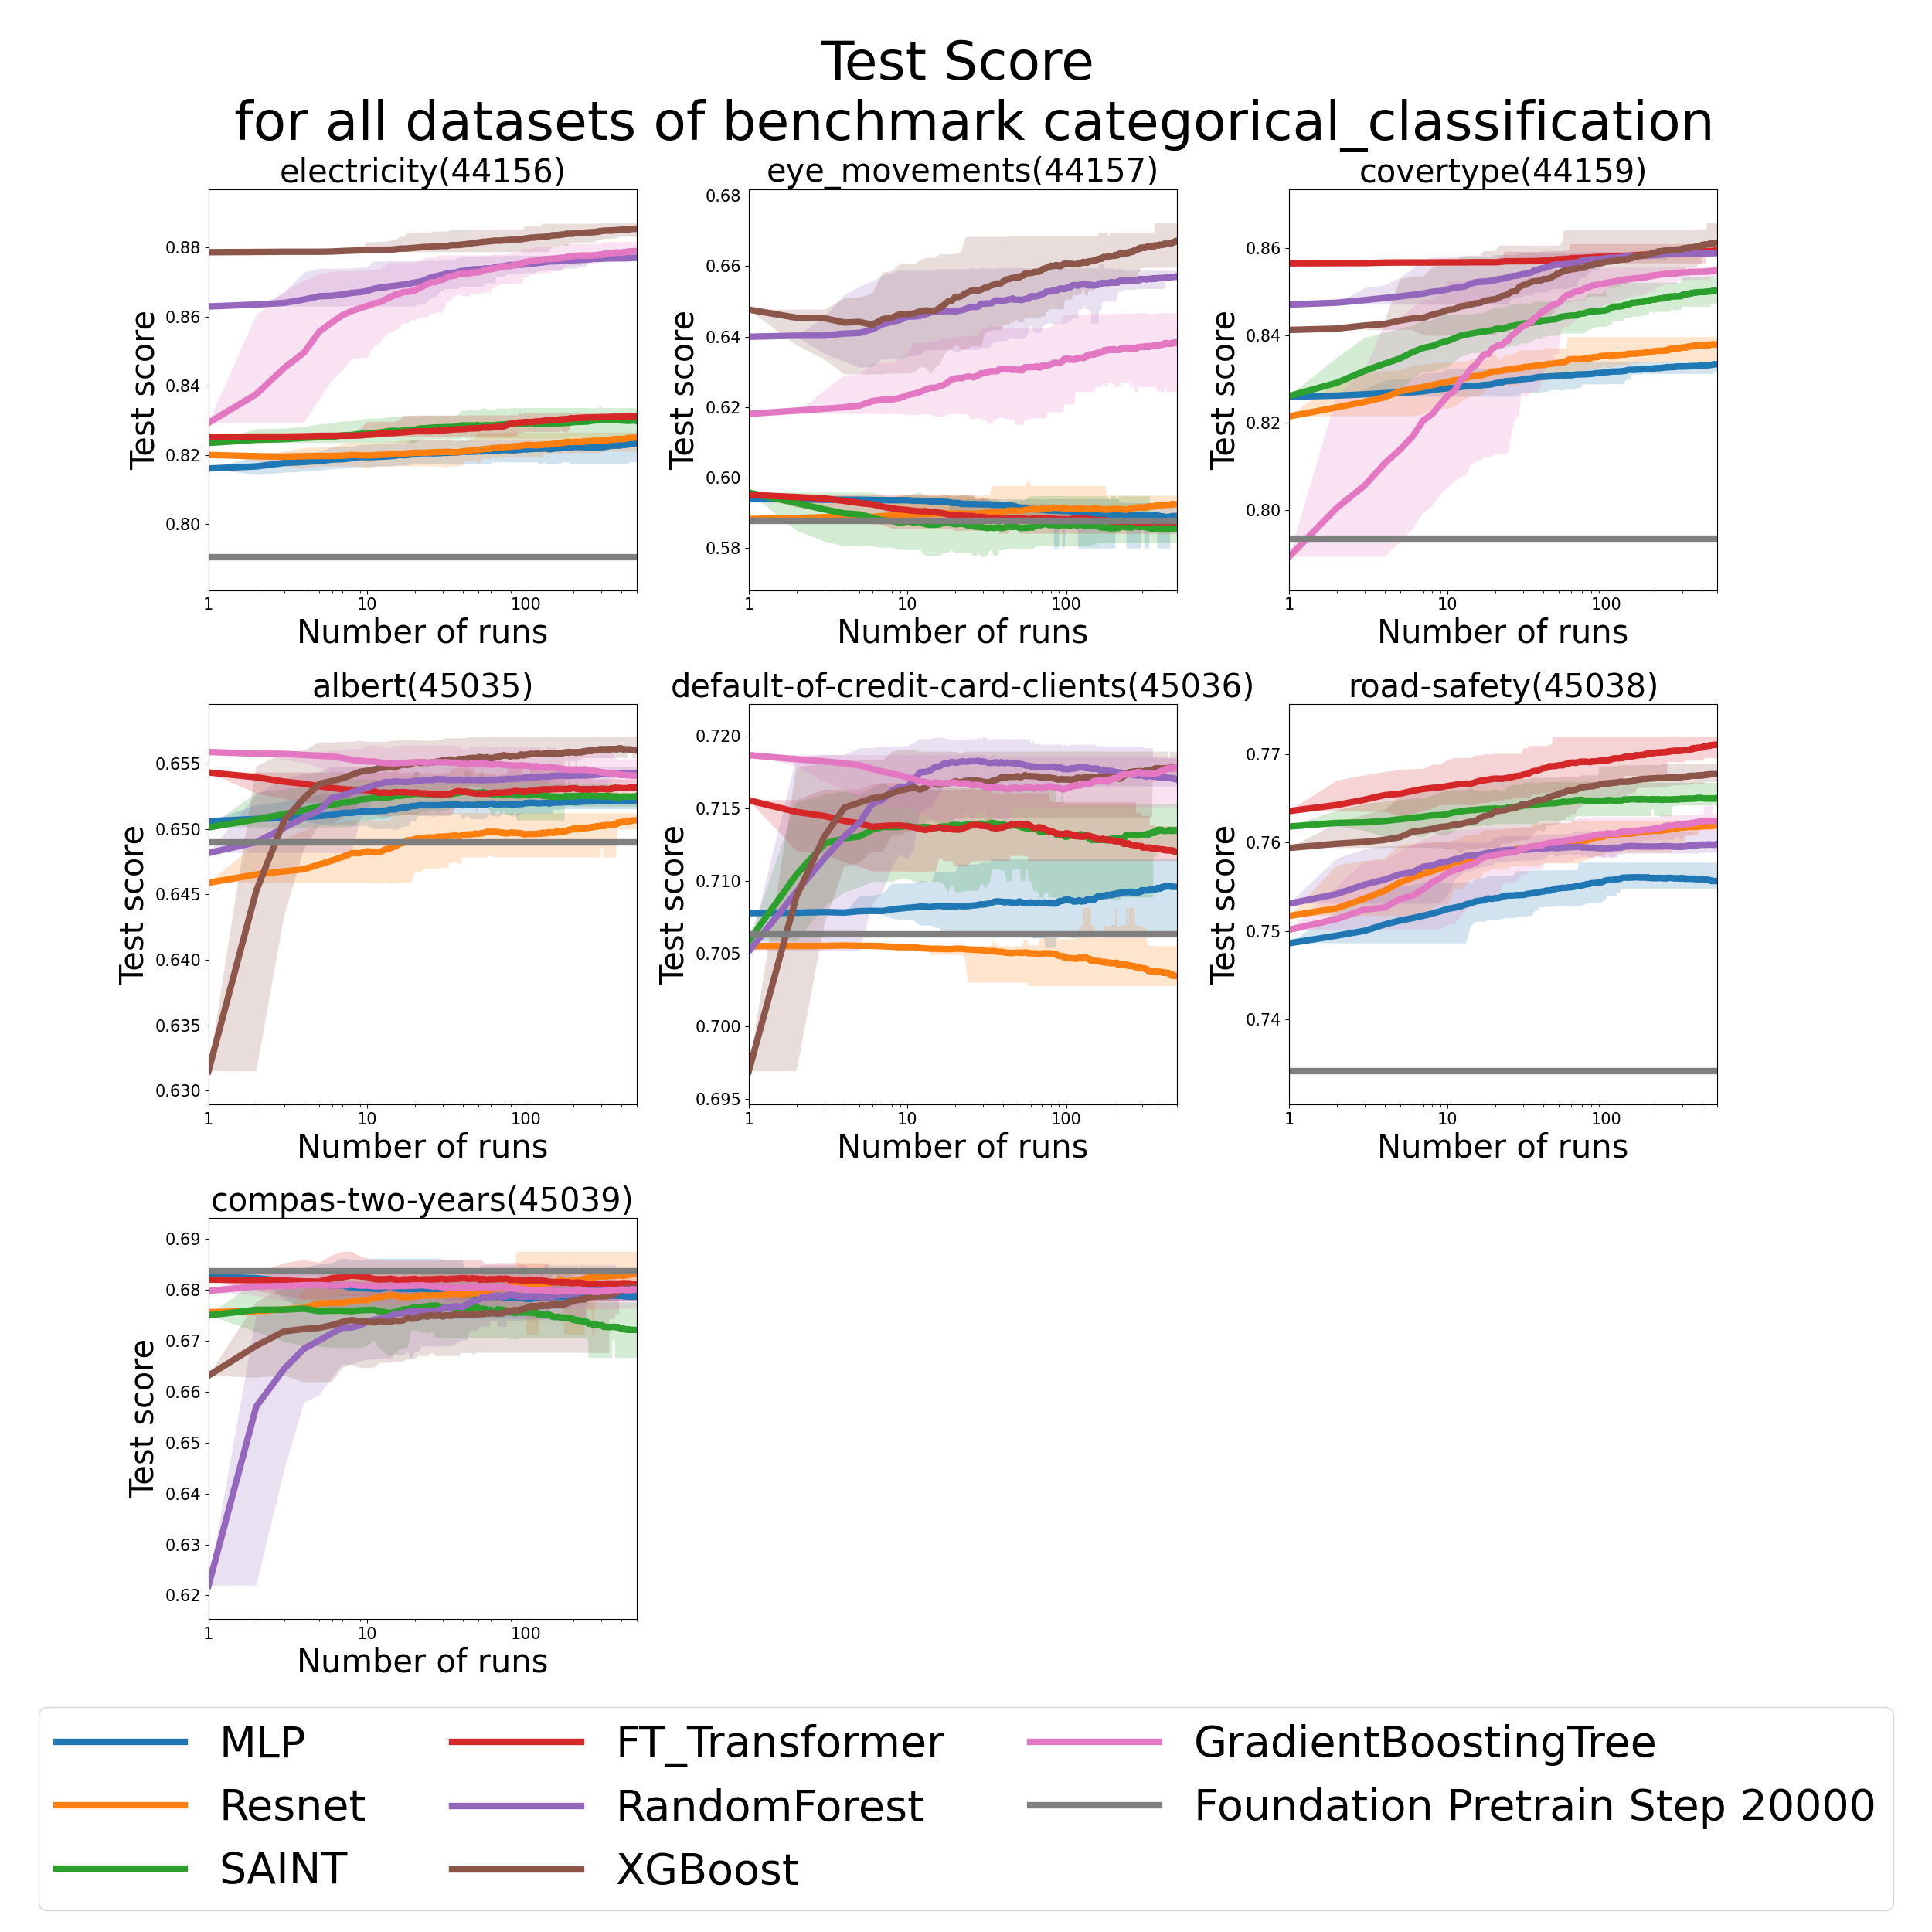 Test Score
for all datasets of benchmark categorical_classification
electricity(44156)
Test score
0.88
0.86
0.84
0.82
0.80
1
10
100
Number of runs
eye_movements(44157)
Test score
0.68
0.66
0.64
0.62
0.60
0.58
1
10
100
Number of runs
covertype(44159)
Test score
0.86
0.84
0.82
0.80
1
10
100
Number of runs
albert(45035)
Test score
0.655
0.650
0.645
0.640
0.635
0.630
1
10
100
Number of runs
default-of-credit-card-clients(45036)
Test score
0.720
0.715
0.710
0.705
0.700
0.695
1
10
100
Number of runs
road-safety(45038)
Test score
0.77
0.76
0.75
0.74
1
10
100
Number of runs
compas-two-years(45039)
Test score
0.69
0.68
0.67
0.66
0.65
0.64
0.63
0.62
1
10
100
Number of runs
MLP
Resnet
SAINT
FT_Transformer
RandomForest
XGBoost
GradientBoostingTree
Foundation Pretrain Step 20000